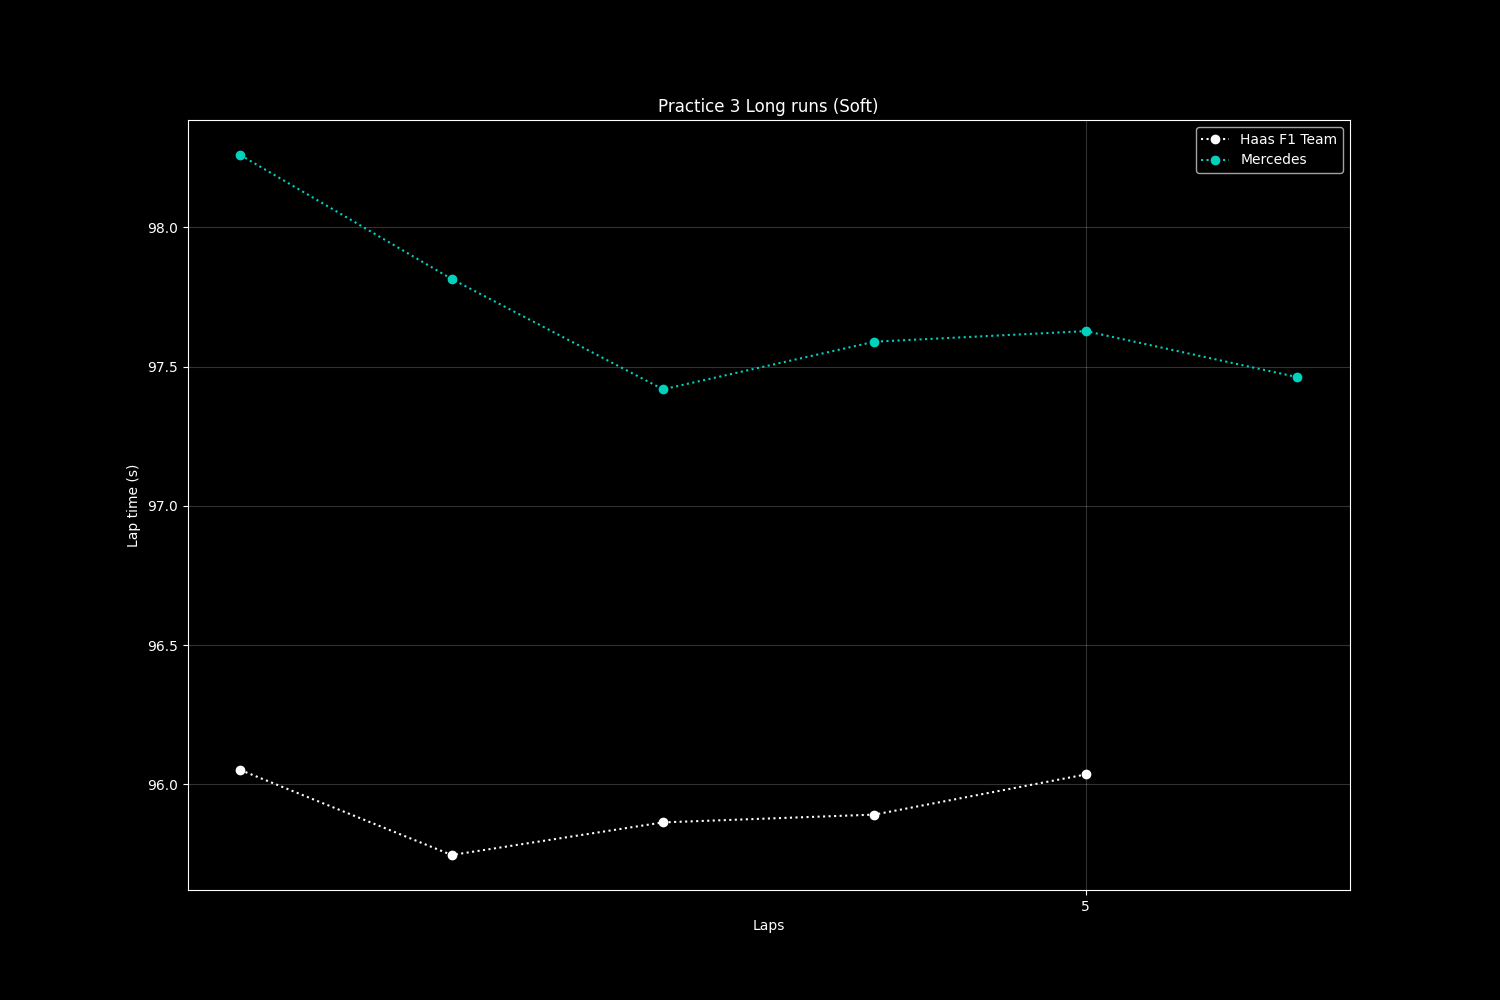 Practice 3 Long runs (Soft)
Haas F1 Team
Mercedes
98.0
97.5
97.0
96.5
96.0
Lap time (s)
5
Laps